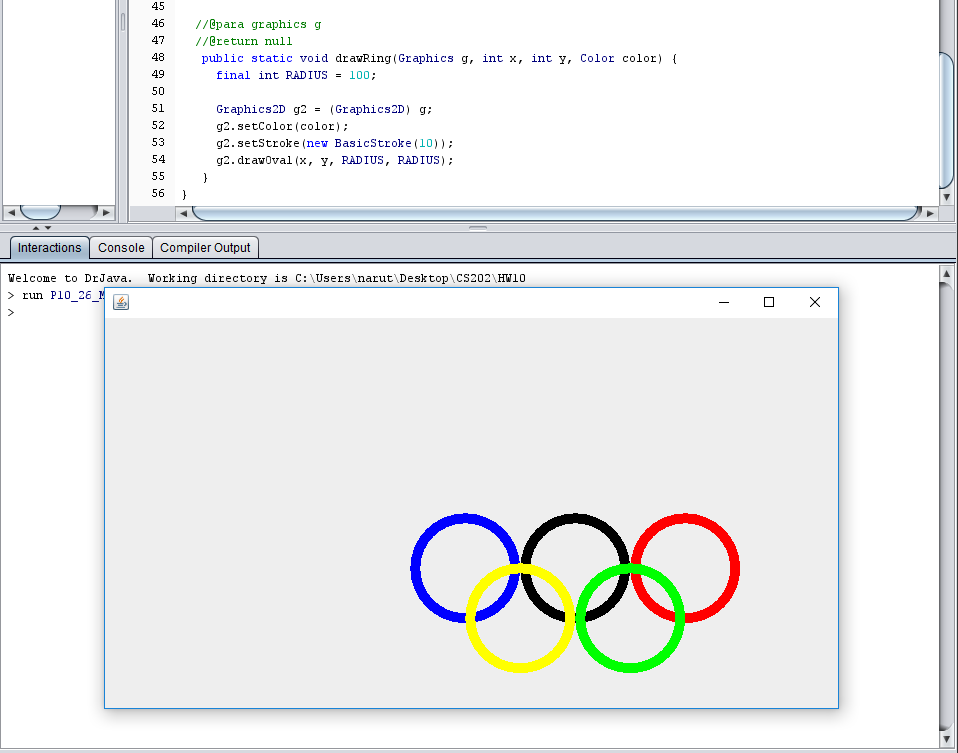 45
46 //@para graphics g
47 //@return null
48 public static void drawRing(Graphics g, int x, int y, Color color) {
49 final int RADIUS = 100;
50
51 Graphics2D g2 = (Graphics2D) g;
52 g2.setColor(color);
53 g2.setStroke(new BasicStroke(10));
54 g2.drawOval(x, y, RADIUS, RADIUS);
55 }
56 }
Interactions Console Compiler Output
Welcome to DrJava. Working directory is C:\Users\narut\Desktop\CS202\HW10
> run P10_26_
>